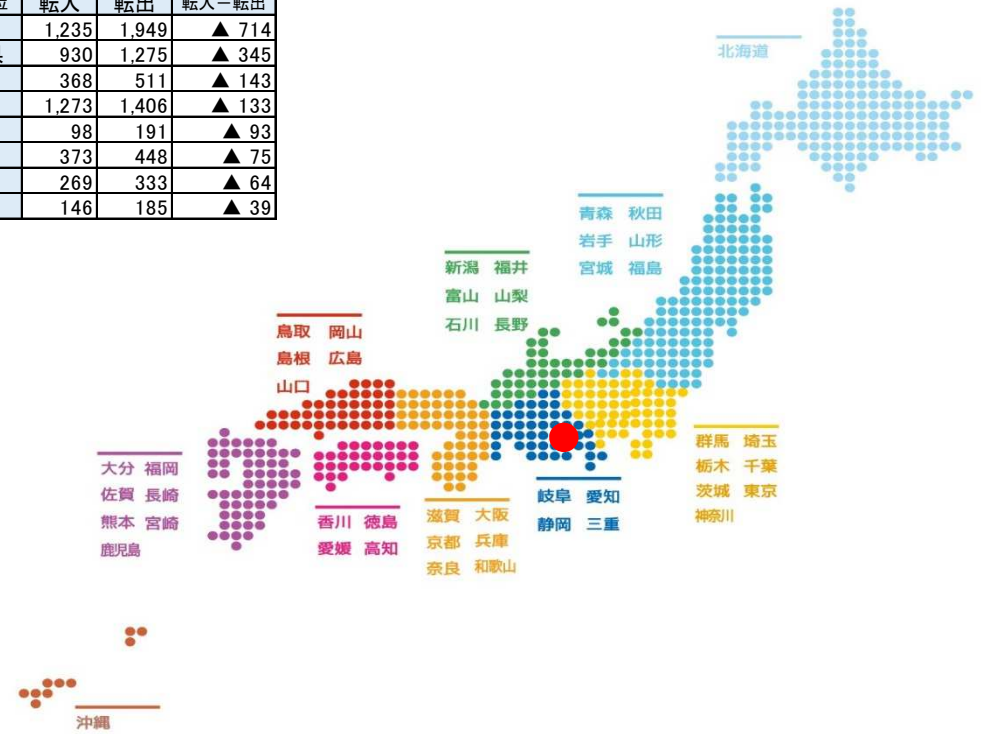 位 転入 転出 転入－転出
1,235 1,949 ▲ 714
930 1,275 ▲ 345
368 511 ▲ 143
1,273 1,406 ▲ 133
98 191 ▲ 93
373 448 ▲ 75
269 333 ▲ 64
146 185 ▲ 39
北海道
青森 秋田
岩手 山形
宮城 福島
新潟 福井
富山 山梨
石川 長野
鳥取 岡山
島根 広島
山口
群馬 埼玉
栃木 千葉
茨城 東京
神奈川
大分 福岡
佐賀 長崎
熊本 宮崎
鹿児島
岐阜 愛知
静岡 三重
香川 徳島
愛媛 高知
滋賀 大阪
京都 兵庫
奈良 和歌山
沖縄